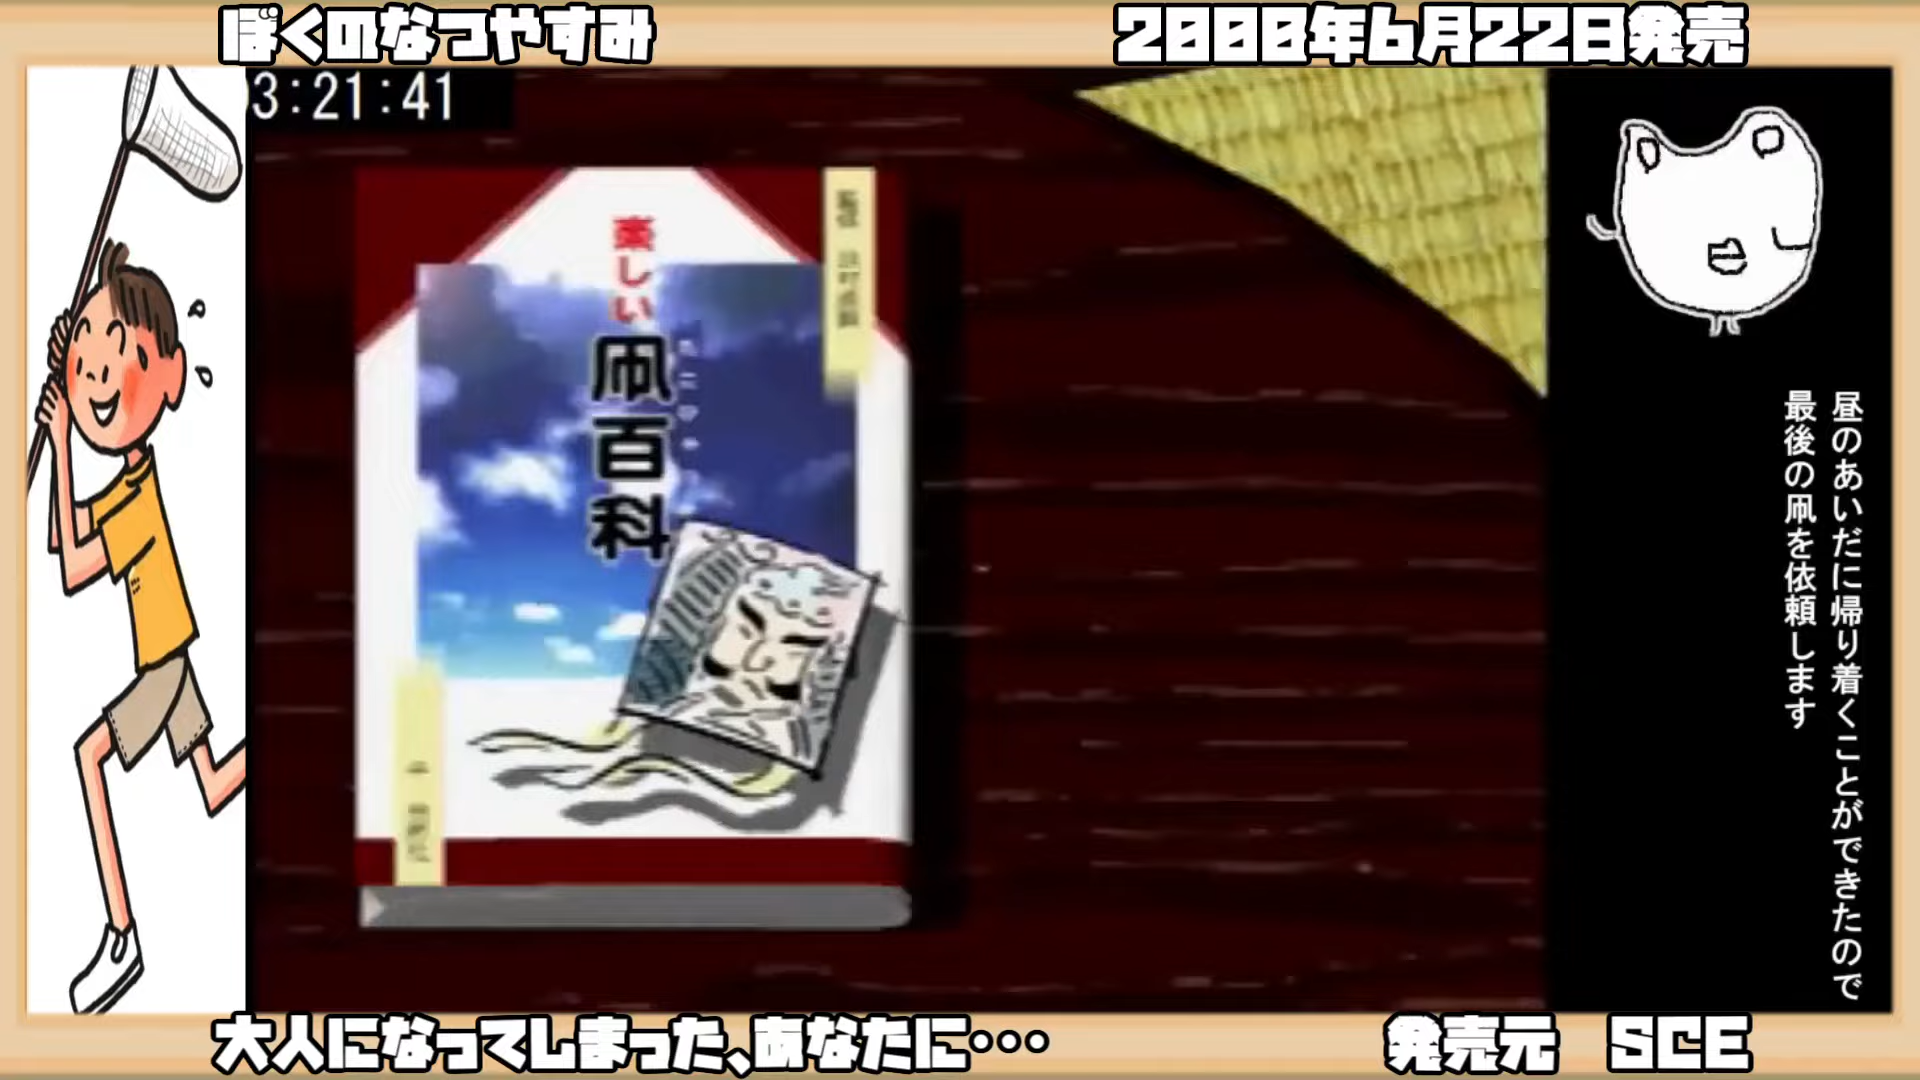 ぼくのなつやすみ
2000年6月22日発売
3:21:41
楽しい
凧百科
昼のあいだに帰り着くことができたので
最後の凧を依頼します
大人になってしまった、あなたに・・・
発売元 SCE